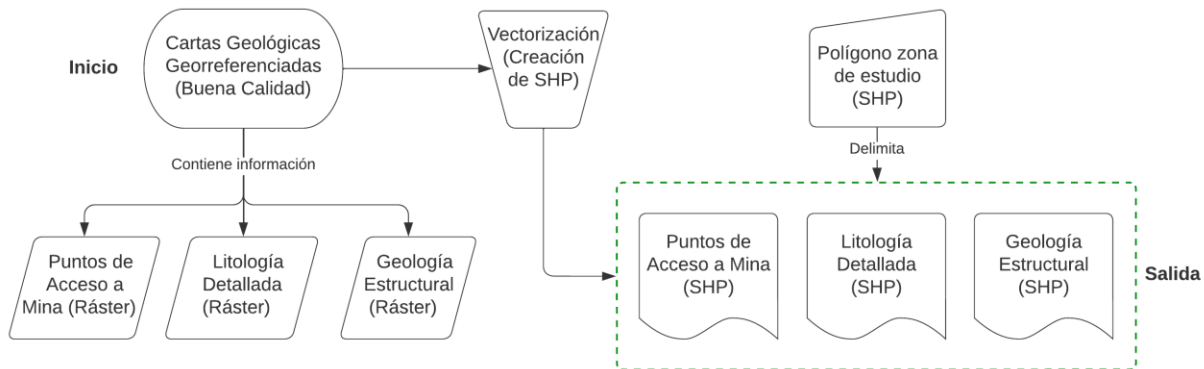 Inicio
Cartas Geológicas
Georreferenciadas
(Buena Calidad)
Vectorización
(Creación
de SHP)
Polígono zona
de estudio
(SHP)
Contiene información
Delimita
Puntos de
Acceso a
Mina (Ráster)
Litología
Detallada
(Ráster)
Geología
Estructural
(Ráster)
Puntos de
Acceso a Mina
(SHP)
Litología
Detallada
(SHP)
Geología
Estructural
(SHP)
Salida